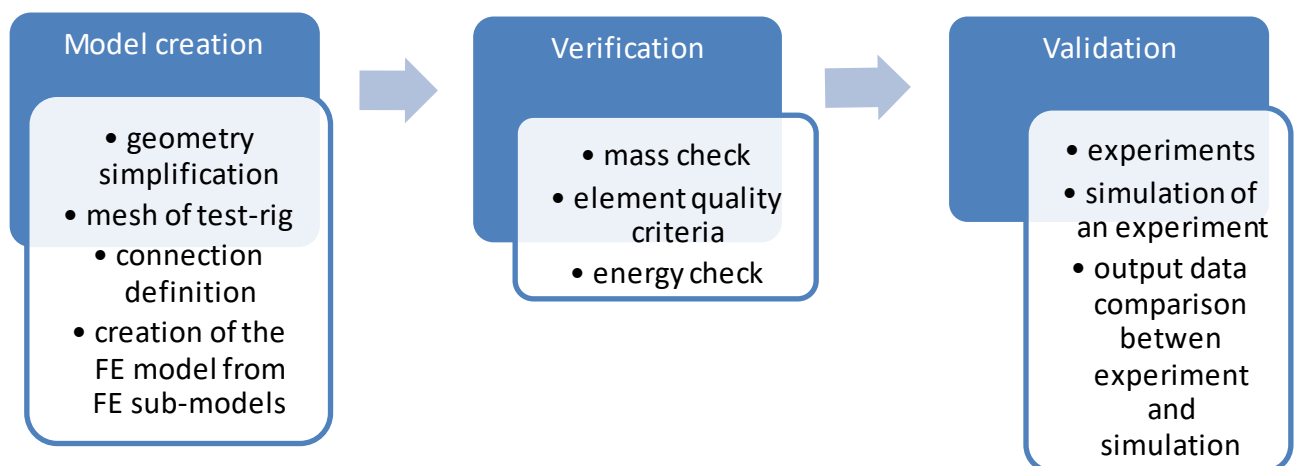 Model creation
• geometry
simplification
• mesh of test-rig
• connection
definition
• creation of the
FE model from
FE sub-models
Verification
• mass check
• element quality
criteria
• energy check
Validation
• experiments
• simulation of
an experiment
• output data
comparison
betwen
experiment
and
simulation